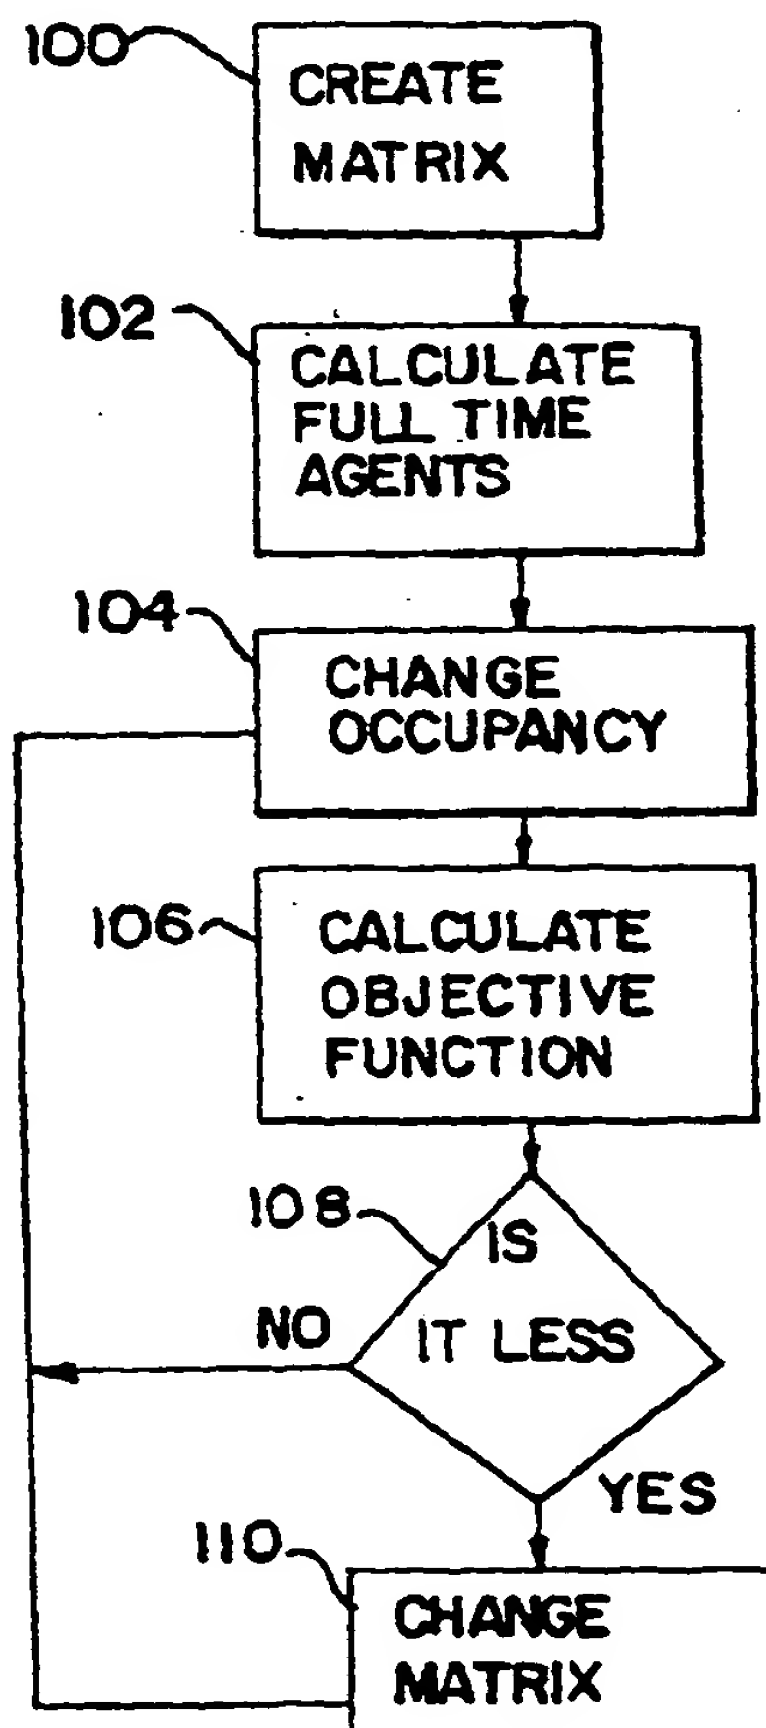 100
CREATE
MATRIX
102
CALCULATE
FULL TIME
AGENTS
104
CHANGE
OCCUPANCY
106
CALCULATE
OBJECTIVE
FUNCTION
108
IS
IT LESS
NO
YES
110
CHANGE
MATRIX